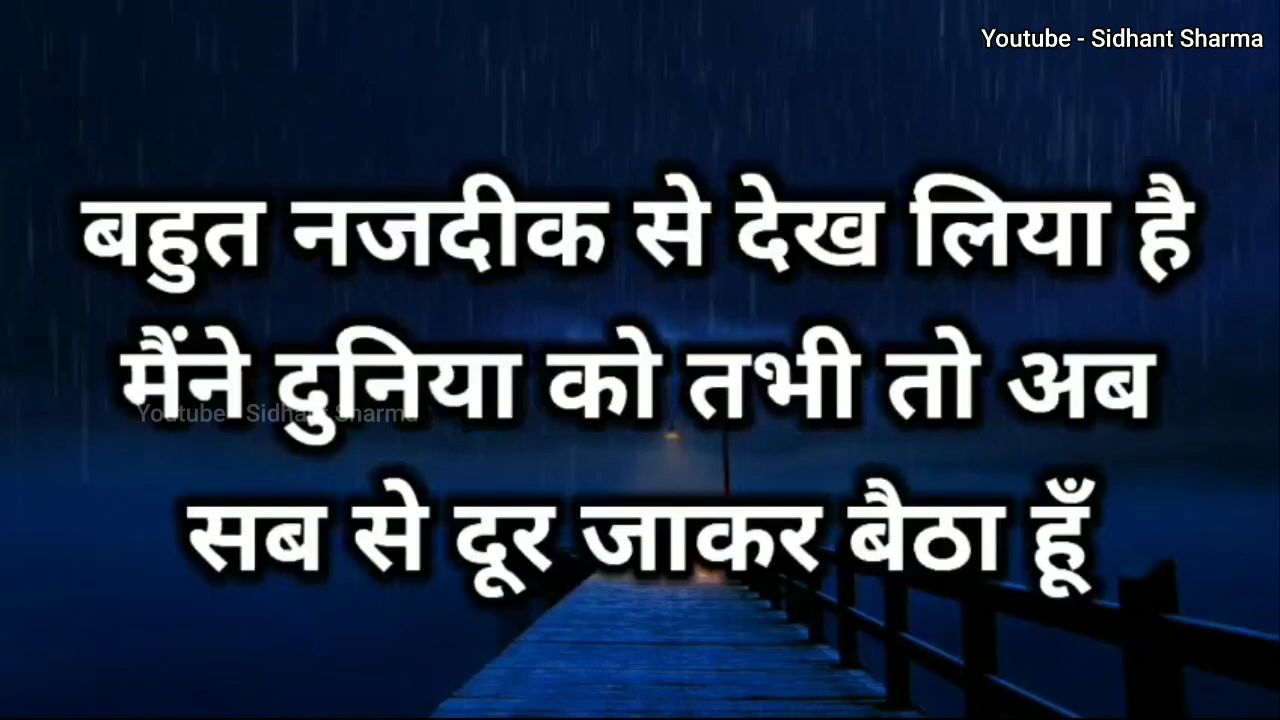 Youtube - Sidhant Sharma
बहुत नजदीक से देख लिया है
मैंने दुनिया को तभी तो अब
Youtube - Sidhant Sharma
सब से दूर जाकर बैठा हूँ